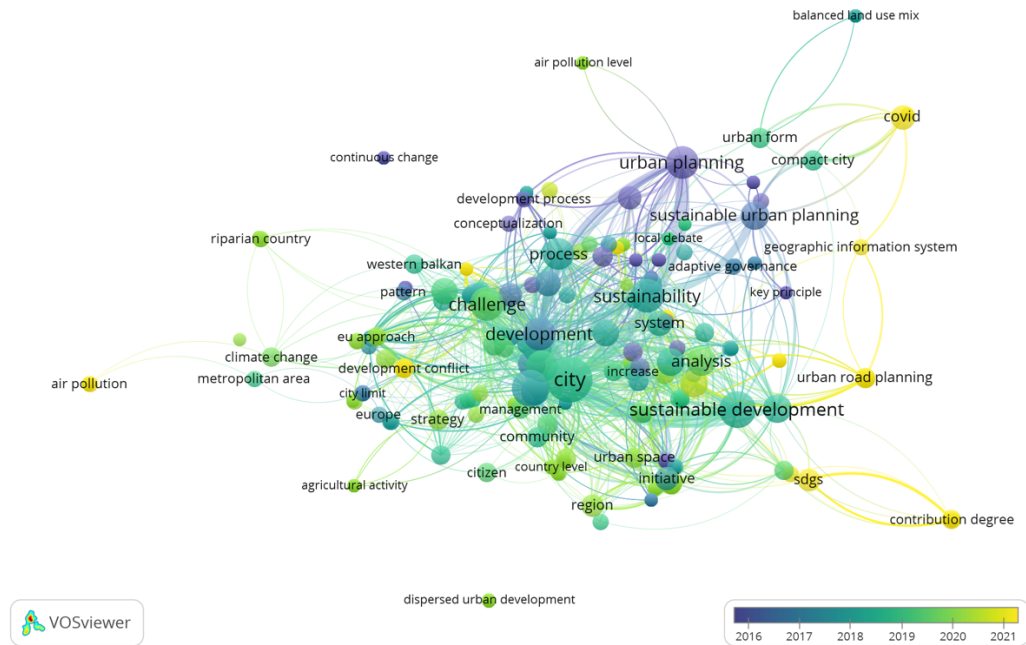 balanced land use mix
air pollution level
covid
urban form
compact city
continuous change
urban planning
development process
sustainable urban planning
conceptualization
riparian country
local debate
geographic information system
process
western balkan
adaptive governance
pattern
key principle
challenge
sustainability
eu approach
development
system
climate change
development conflict
increase
analysis
air pollution
metropolitan area
city
urban road planning
city limit
europe
strategy
management
sustainable development
community
citizen
country level
urban space
agricultural activity
initiative
sdgs
region
contribution degree
dispersed urban development
VOSviewer
2016 2017 2018 2019 2020 2021